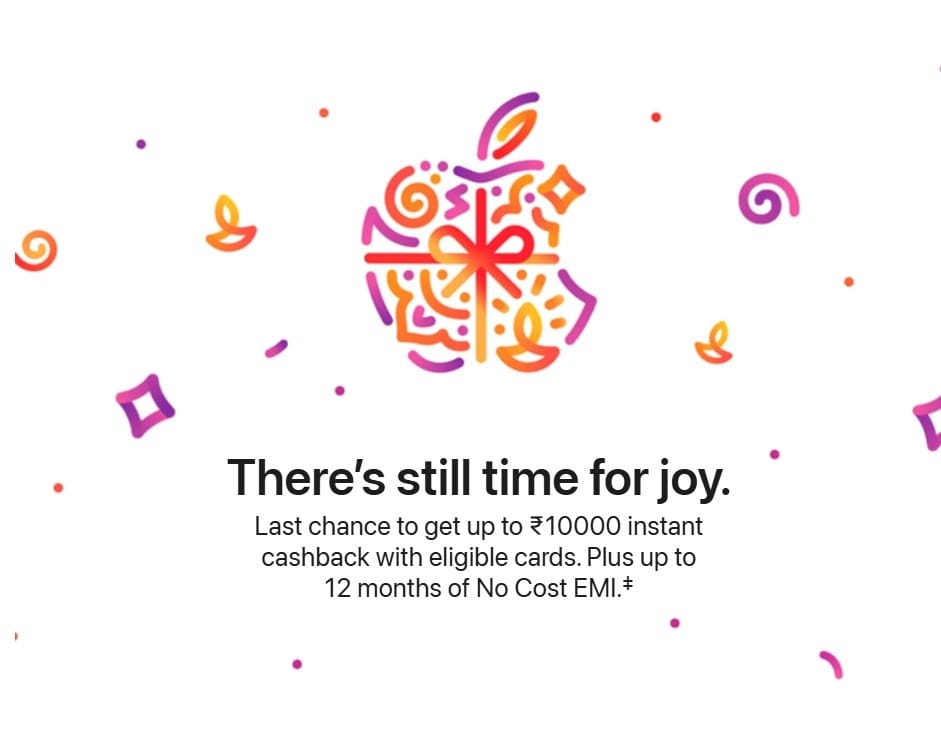 There’s still time for joy.
Last chance to get up to ₹10000 instant
cashback with eligible cards. Plus up to
12 months of No Cost EMI.‡